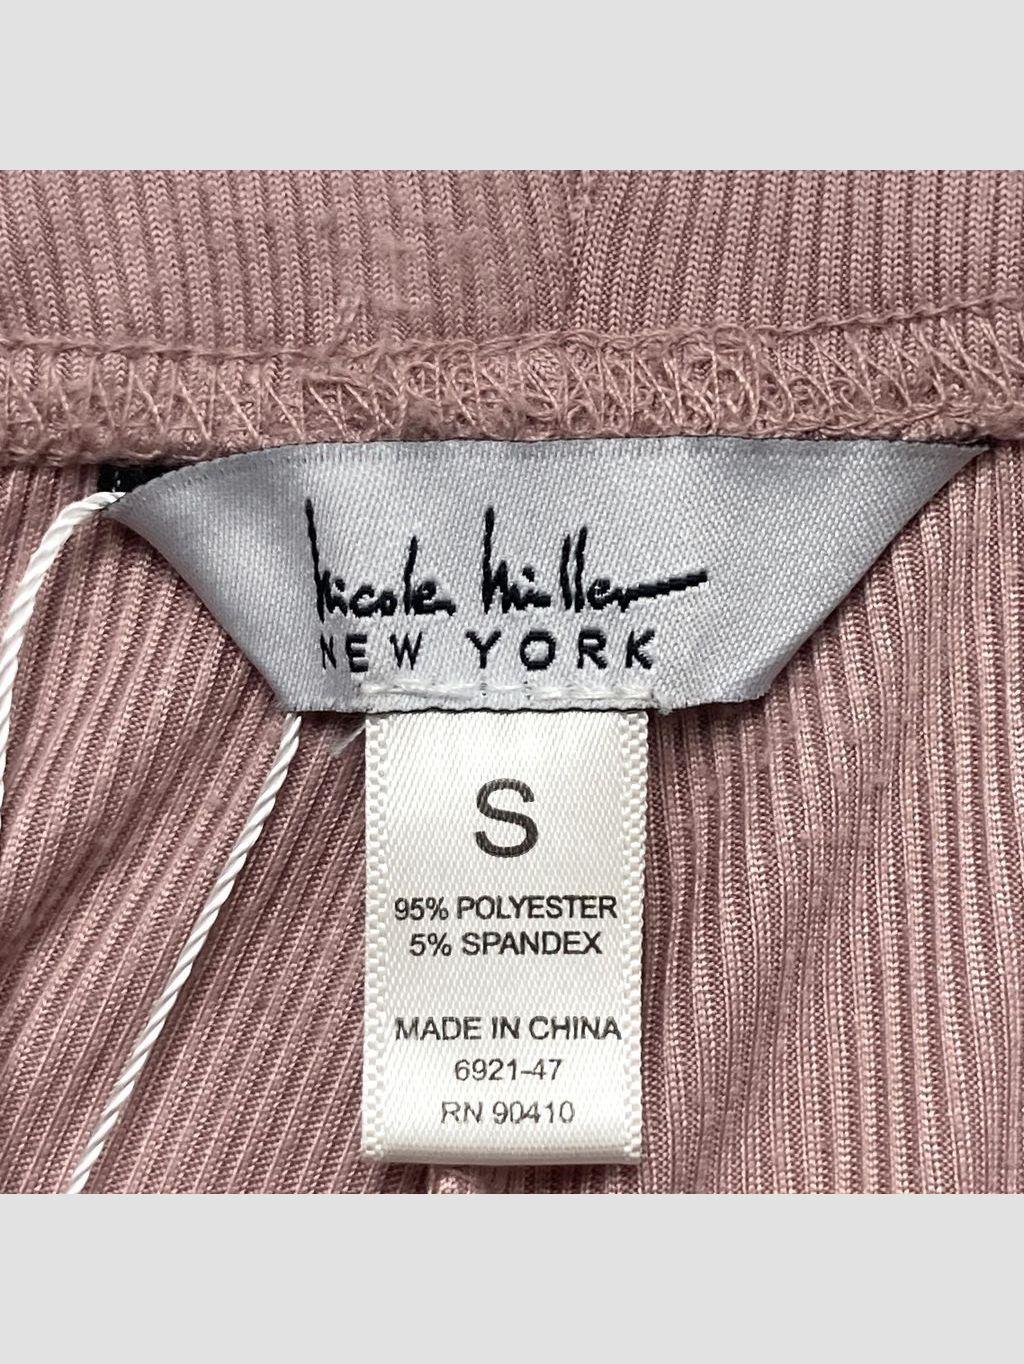 Nicole Miller
NEW YORK
S
95% POLYESTER
5% SPANDEX
MADE IN CHINA
6921-47
RN 90410